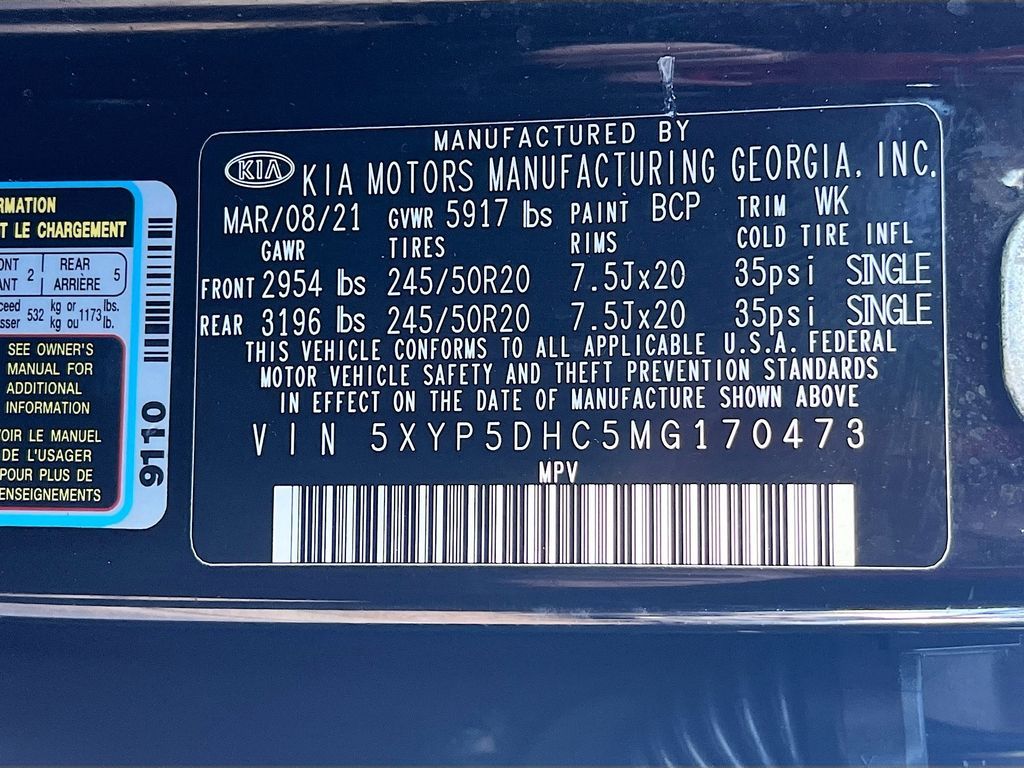 MANUFACTURED BY
KIA KIA MOTORS MANUFACTURING GEORGIA, INC.
MAR/08/21 GVWR 5917 lbs PAINT BCP TRIM WK
GAWR TIRES RIMS COLD TIRE INFL
FRONT 2954 lbs 245/50R20 7.5Jx20 35psi SINGLE
REAR 3196 lbs 245/50R20 7.5Jx20 35psi SINGLE
THIS VEHICLE CONFORMS TO ALL APPLICABLE U.S.A. FEDERAL
MOTOR VEHICLE SAFETY AND THEFT PREVENTION STANDARDS
IN EFFECT ON THE DATE OF MANUFACTURE SHOWN ABOVE
VIN 5XYP5DHC5MG170473
MPV
RMATION
T LE CHARGEMENT
ONT 2 REAR 5
ANT ARRIÈRE
ceed 532 kg or 1173 lbs.
sser kg ou lb.
SEE OWNER'S
MANUAL FOR
ADDITIONAL
INFORMATION
OIR LE MANUEL
DE L'USAGER
POUR PLUS DE
ENSEIGNEMENTS
9110